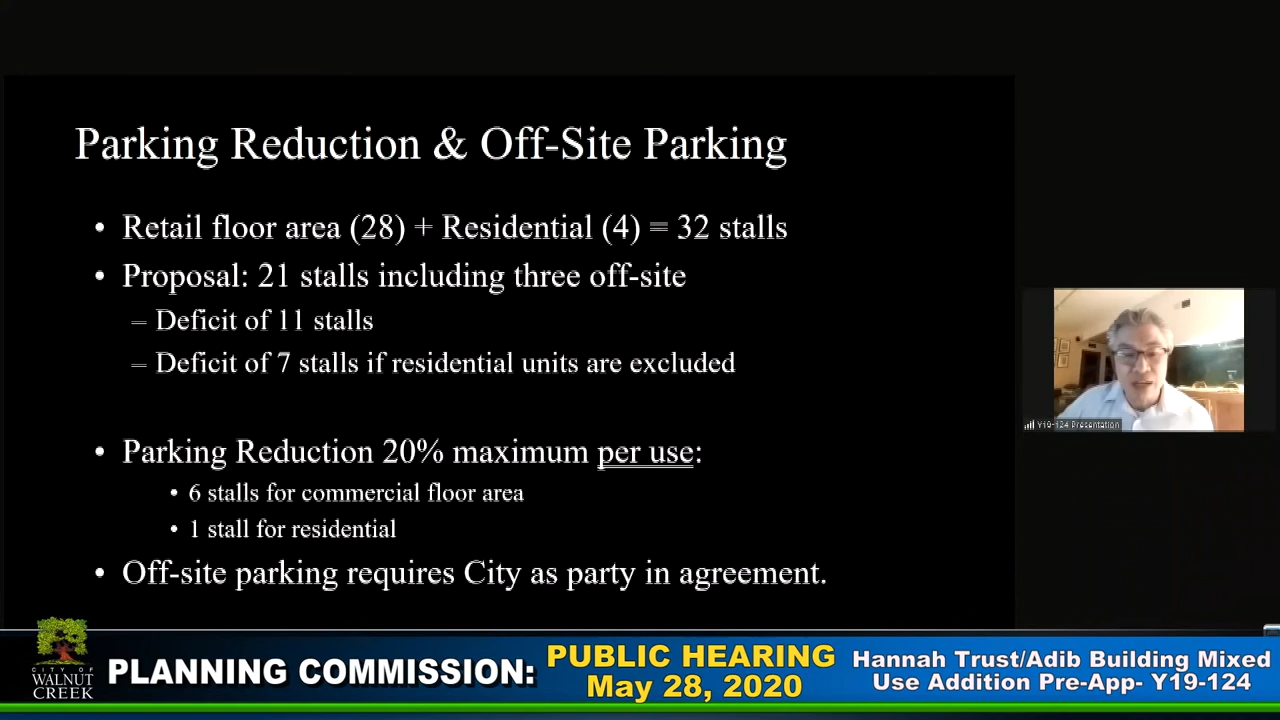 Parking Reduction & Off-Site Parking
• Retail floor area (28) + Residential (4) = 32 stalls
• Proposal: 21 stalls including three off-site
– Deficit of 11 stalls
– Deficit of 7 stalls if residential units are excluded
• Parking Reduction 20% maximum per use:
• 6 stalls for commercial floor area
• 1 stall for residential
• Off-site parking requires City as party in agreement.
Y19-124 Presentation
CITY OF
WALNUT
CREEK
PLANNING COMMISSION:
PUBLIC HEARING
May 28, 2020
Hannah Trust/Adib Building Mixed
Use Addition Pre-App- Y19-124